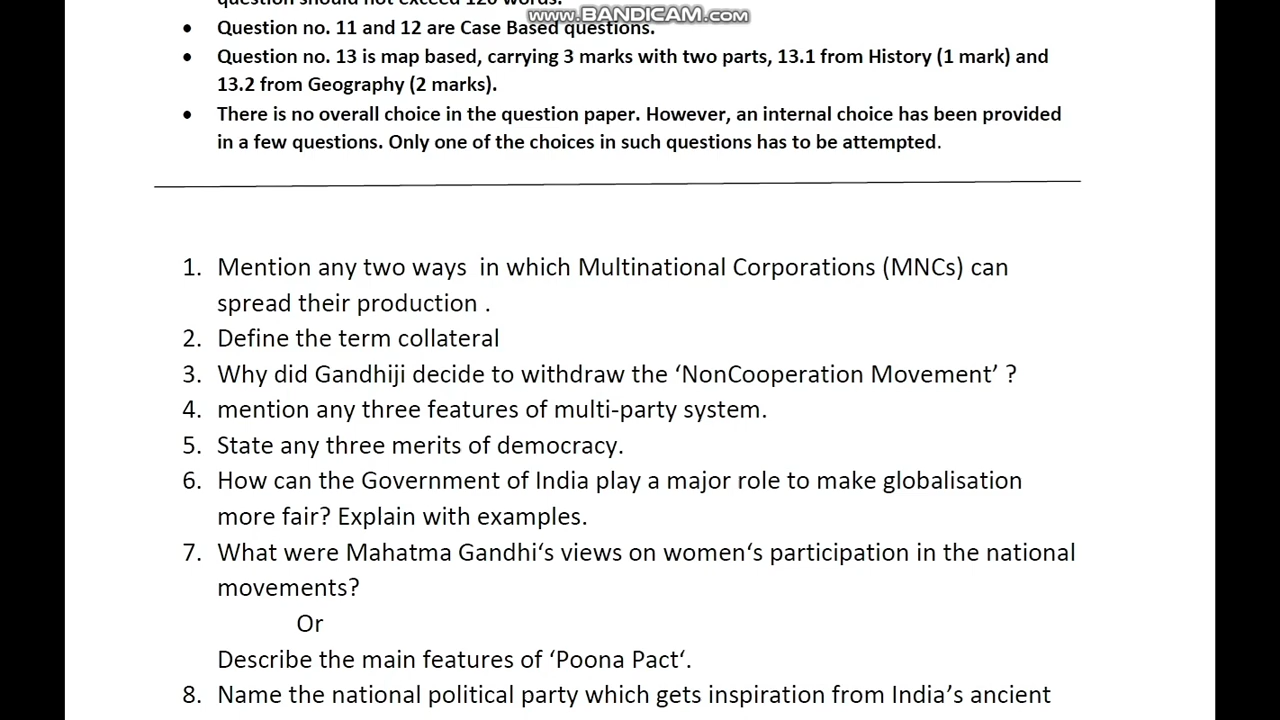 question should not exceed 120 words.
www.BANDICAM.com
• Question no. 11 and 12 are Case Based questions.
• Question no. 13 is map based, carrying 3 marks with two parts, 13.1 from History (1 mark) and
13.2 from Geography (2 marks).
• There is no overall choice in the question paper. However, an internal choice has been provided
in a few questions. Only one of the choices in such questions has to be attempted.
1. Mention any two ways in which Multinational Corporations (MNCs) can
spread their production .
2. Define the term collateral
3. Why did Gandhiji decide to withdraw the ‘NonCooperation Movement’ ?
4. mention any three features of multi-party system.
5. State any three merits of democracy.
6. How can the Government of India play a major role to make globalisation
more fair? Explain with examples.
7. What were Mahatma Gandhi‘s views on women‘s participation in the national
movements?
Or
Describe the main features of ‘Poona Pact‘.
8. Name the national political party which gets inspiration from India’s ancient